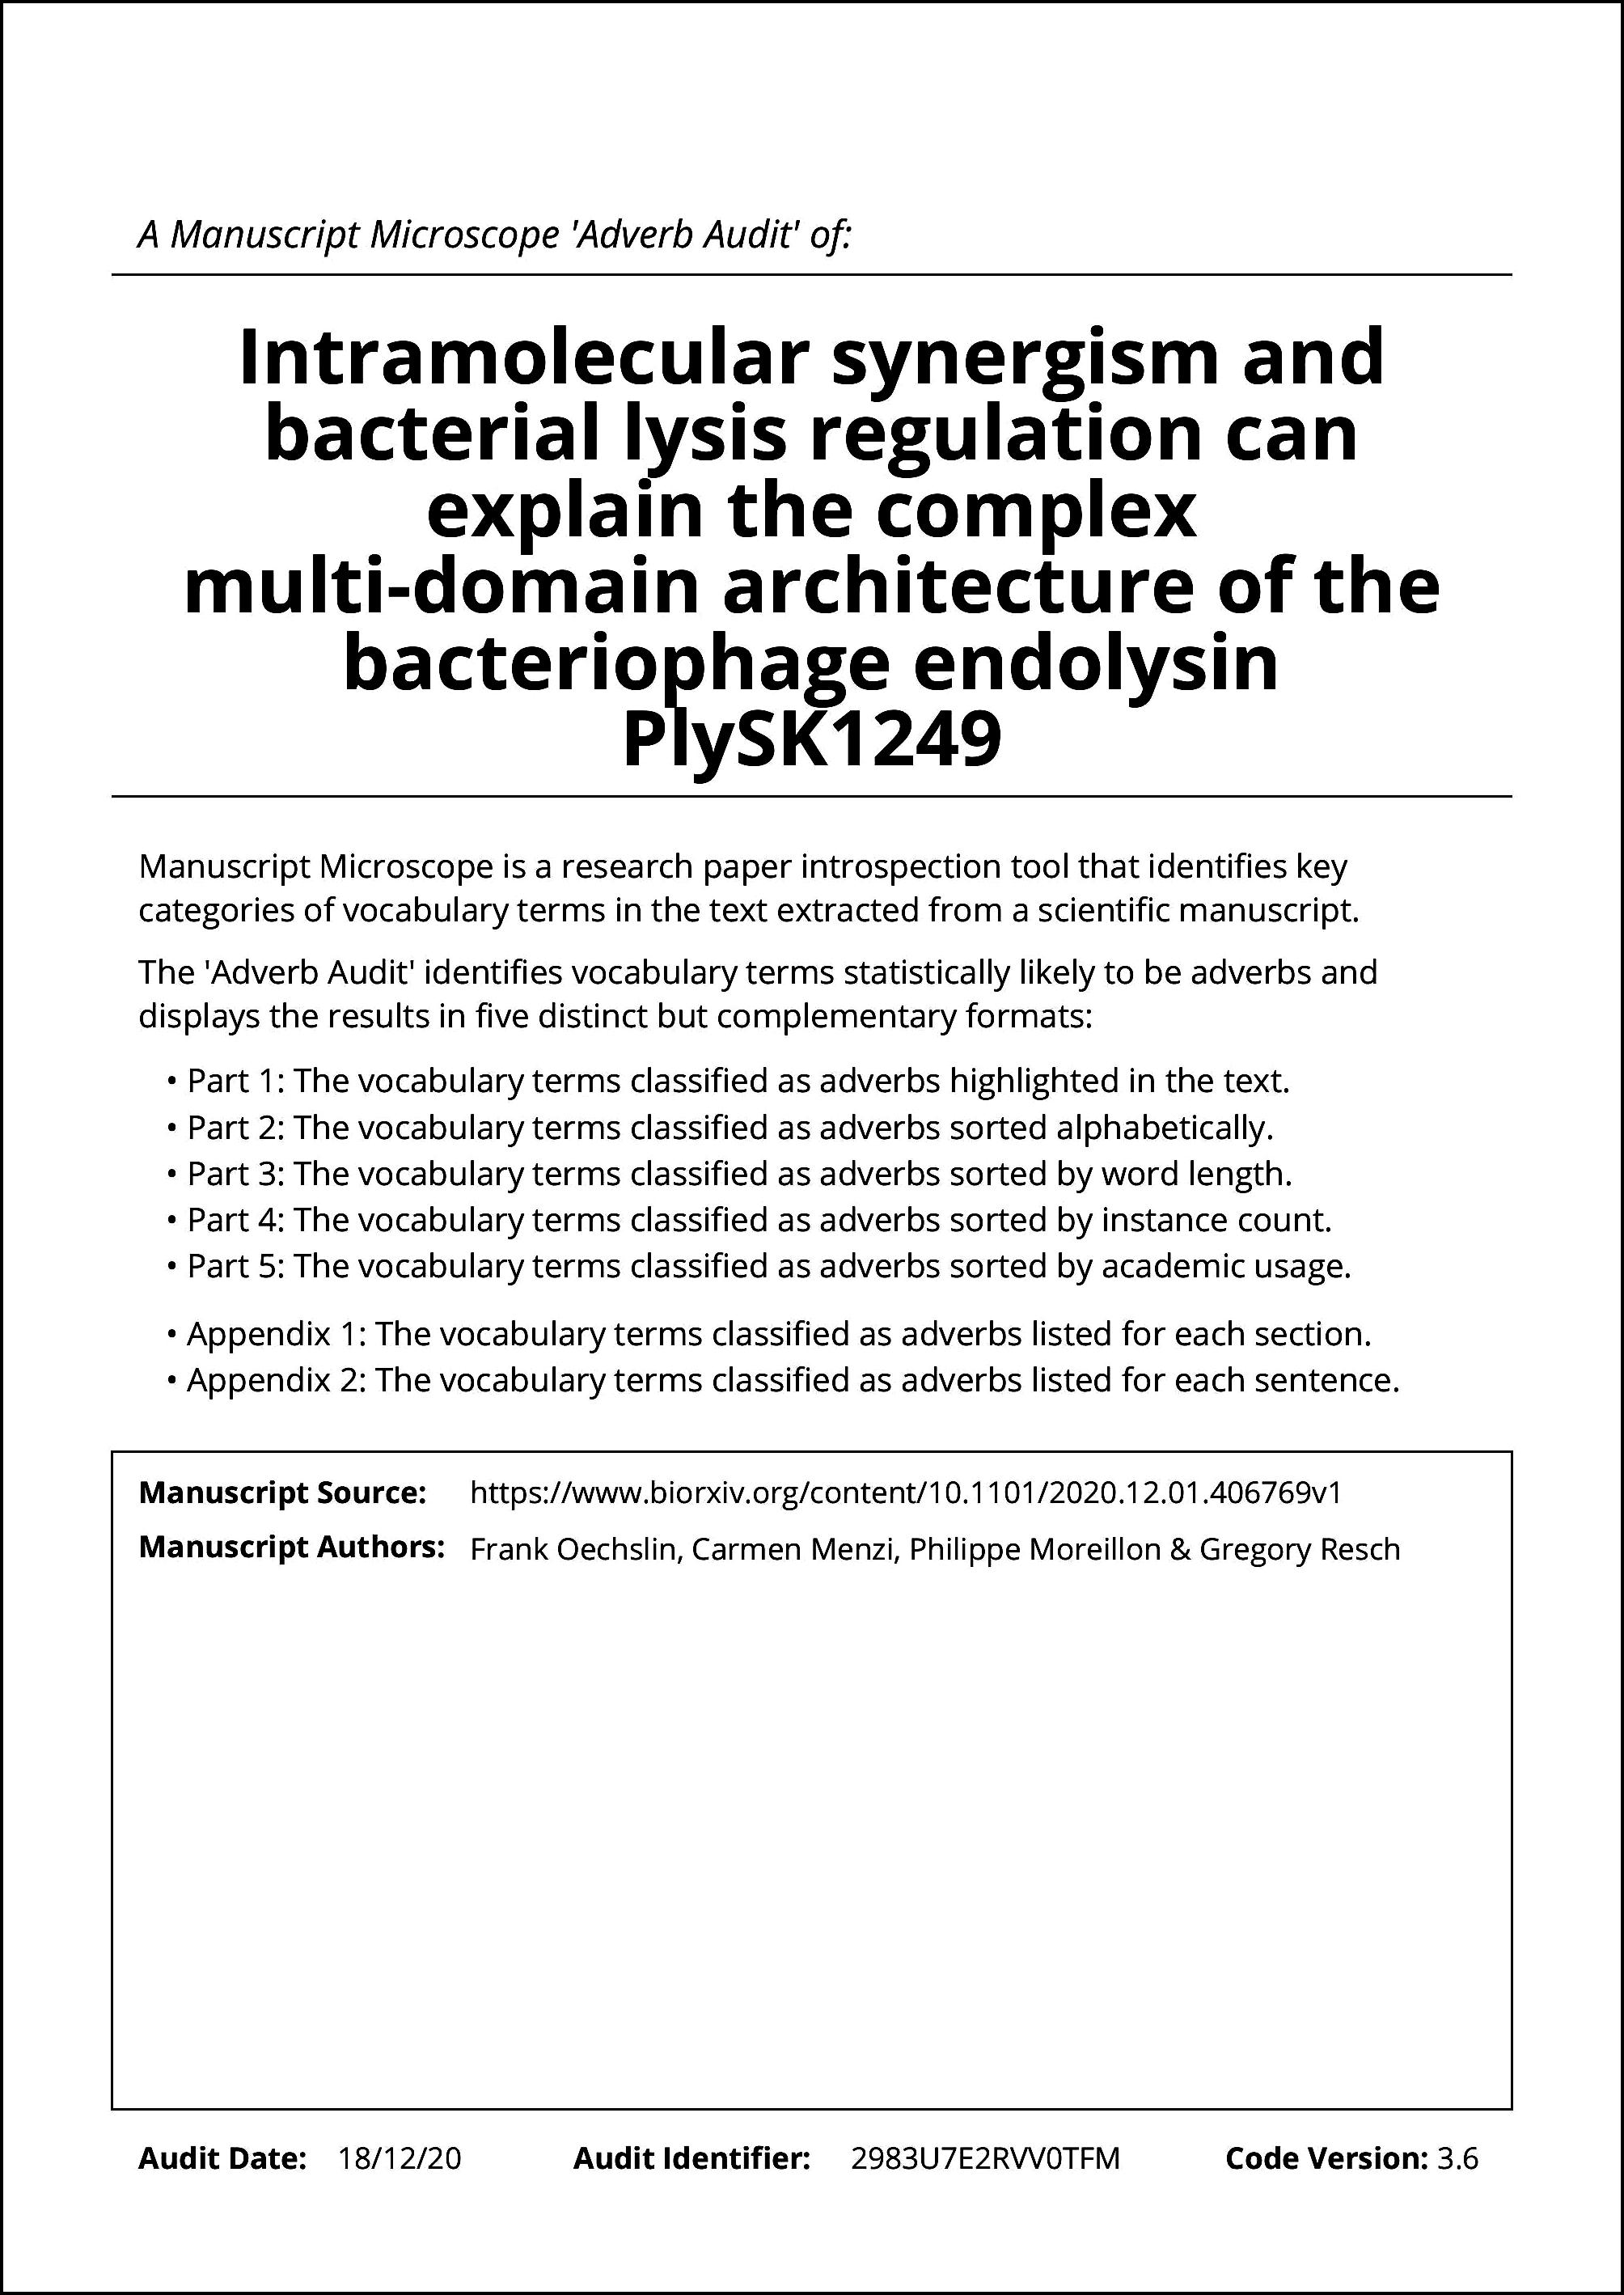 A Manuscript Microscope 'Adverb Audit' of:
Intramolecular synergism and
bacterial lysis regulation can
explain the complex
multi-domain architecture of the
bacteriophage endolysin
PlySK1249
Manuscript Microscope is a research paper introspection tool that identifies key
categories of vocabulary terms in the text extracted from a scientific manuscript.
The 'Adverb Audit' identifies vocabulary terms statistically likely to be adverbs and
displays the results in five distinct but complementary formats:
• Part 1: The vocabulary terms classified as adverbs highlighted in the text.
• Part 2: The vocabulary terms classified as adverbs sorted alphabetically.
• Part 3: The vocabulary terms classified as adverbs sorted by word length.
• Part 4: The vocabulary terms classified as adverbs sorted by instance count.
• Part 5: The vocabulary terms classified as adverbs sorted by academic usage.
• Appendix 1: The vocabulary terms classified as adverbs listed for each section.
• Appendix 2: The vocabulary terms classified as adverbs listed for each sentence.
Manuscript Source: https://www.biorxiv.org/content/10.1101/2020.12.01.406769v1
Manuscript Authors: Frank Oechslin, Carmen Menzi, Philippe Moreillon & Gregory Resch
Audit Date: 18/12/20 Audit Identifier: 2983U7E2RVV0TFM Code Version: 3.6